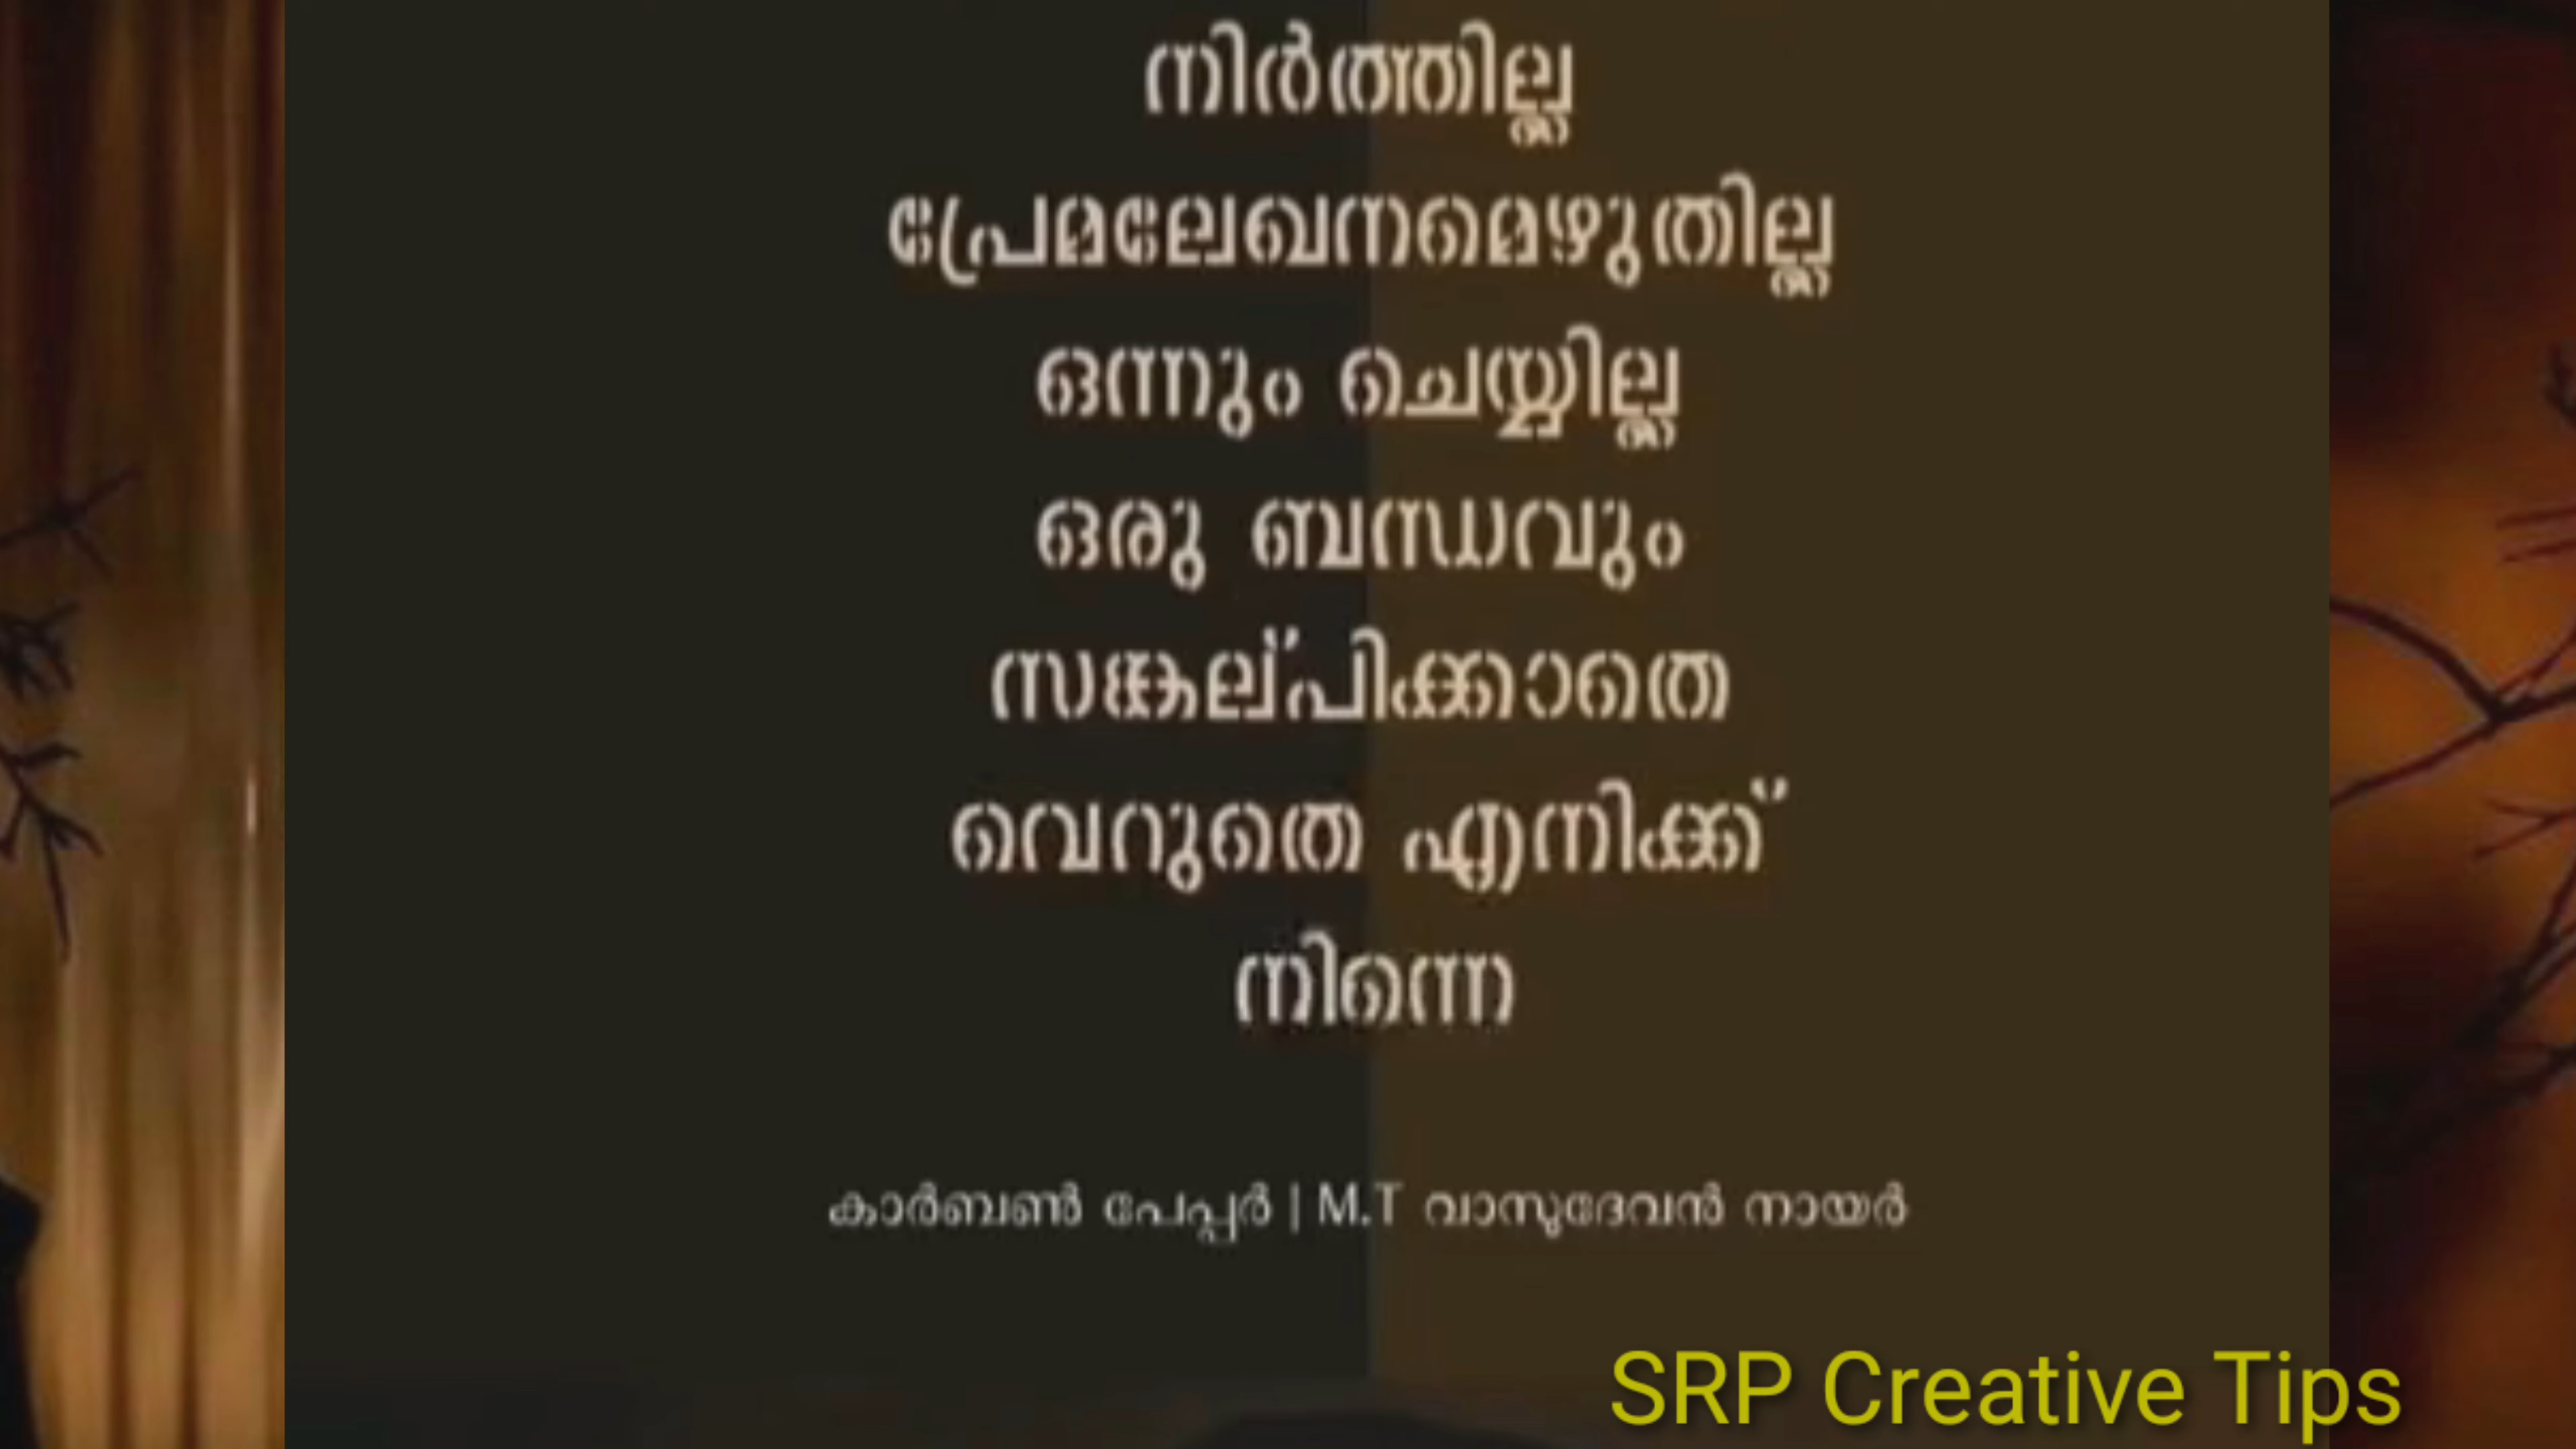 നിർത്തില്ല
പ്രേമലേഖനമെഴുതില്ല
ഒന്നും ചെയ്യില്ല
ഒരു ബന്ധവും
സങ്കല്പിക്കാതെ
വെറുതെ എനിക്ക്
നിന്നെ
കാർബൺ പേപ്പർ | M.T വാസുദേവൻ നായർ
SRP Creative Tips